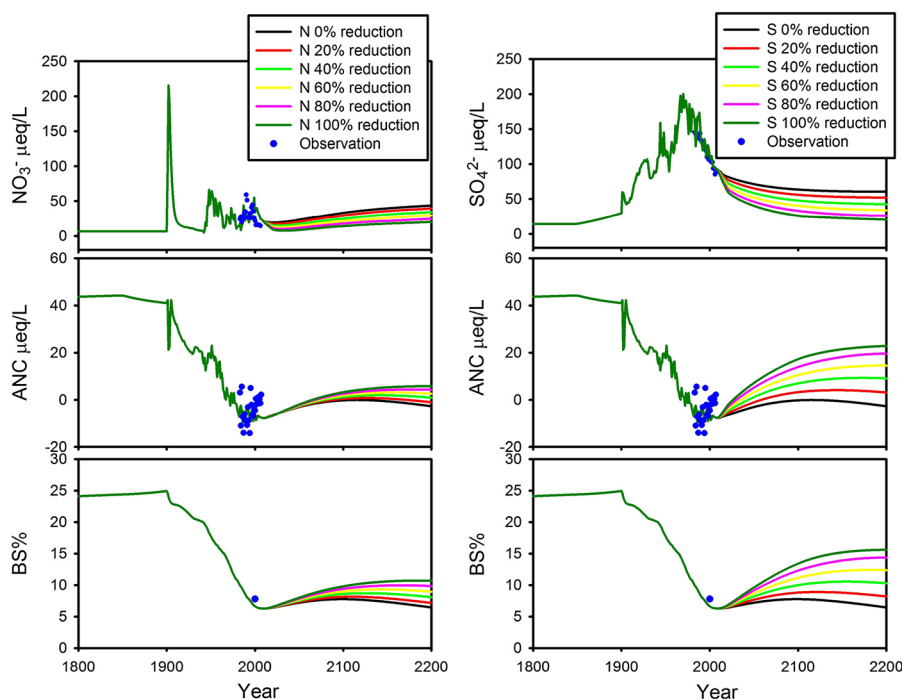 N 0% reduction
N 20% reduction
N 40% reduction
N 60% reduction
N 80% reduction
N 100% reduction
Observation
S 0% reduction
S 20% reduction
S 40% reduction
S 60% reduction
S 80% reduction
S 100% reduction
Observation
NO₃⁻ µeq/L
250
200
150
100
50
0
SO₄²⁻ µeq/L
250
200
150
100
50
0
ANC µeq/L
60
40
20
0
-20
ANC µeq/L
60
40
20
0
-20
BS%
30
25
20
15
10
5
0
1800 1900 2000 2100 2200
Year
BS%
30
25
20
15
10
5
0
1800 1900 2000 2100 2200
Year